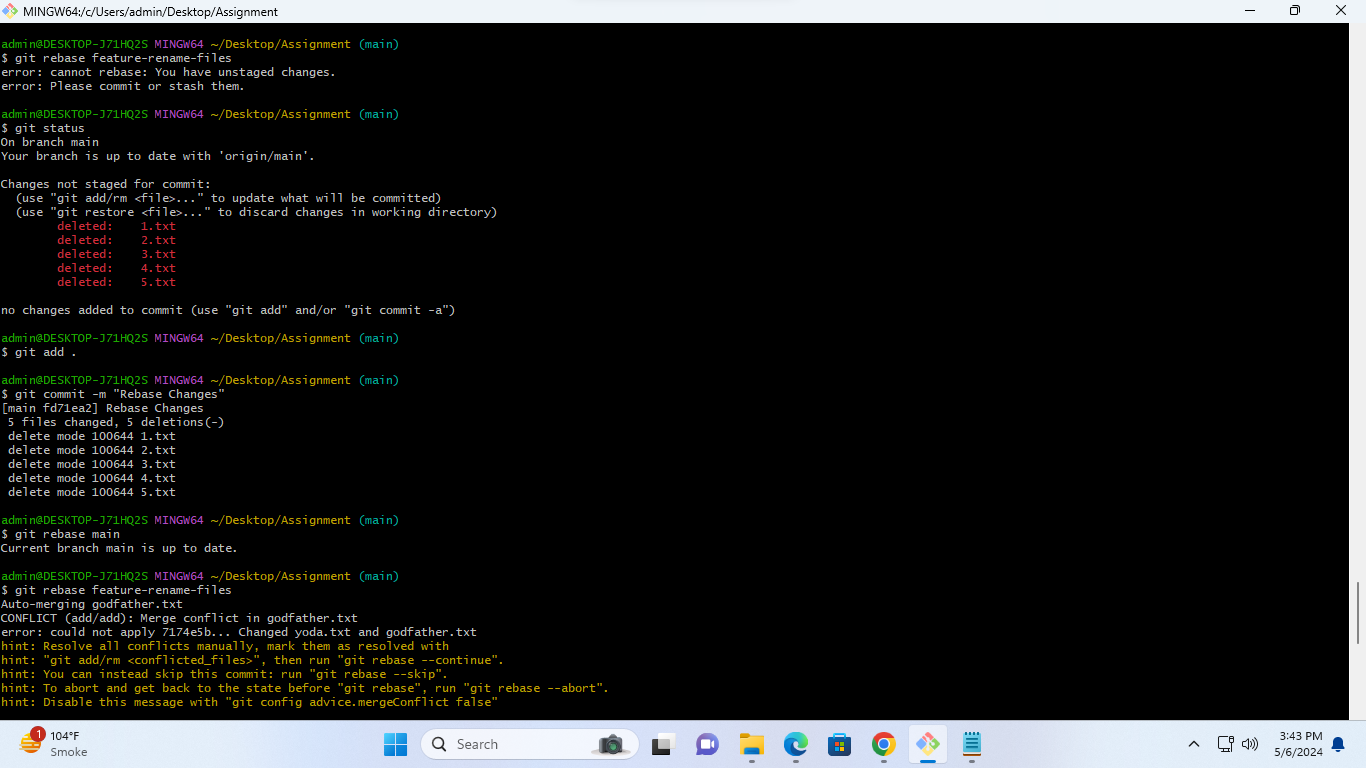 MINGW64:/c/Users/admin/Desktop/Assignment
admin@DESKTOP-J71HQ2S MINGW64 ~/Desktop/Assignment (main)
$ git rebase feature-rename-files
error: cannot rebase: You have unstaged changes.
error: Please commit or stash them.
admin@DESKTOP-J71HQ2S MINGW64 ~/Desktop/Assignment (main)
$ git status
On branch main
Your branch is up to date with 'origin/main'.
Changes not staged for commit:
  (use "git add/rm <file>..." to update what will be committed)
  (use "git restore <file>..." to discard changes in working directory)
        deleted:    1.txt
        deleted:    2.txt
        deleted:    3.txt
        deleted:    4.txt
        deleted:    5.txt
no changes added to commit (use "git add" and/or "git commit -a")
admin@DESKTOP-J71HQ2S MINGW64 ~/Desktop/Assignment (main)
$ git add .
admin@DESKTOP-J71HQ2S MINGW64 ~/Desktop/Assignment (main)
$ git commit -m "Rebase Changes"
[main fd71ea2] Rebase Changes
 5 files changed, 5 deletions(-)
 delete mode 100644 1.txt
 delete mode 100644 2.txt
 delete mode 100644 3.txt
 delete mode 100644 4.txt
 delete mode 100644 5.txt
admin@DESKTOP-J71HQ2S MINGW64 ~/Desktop/Assignment (main)
$ git rebase main
Current branch main is up to date.
admin@DESKTOP-J71HQ2S MINGW64 ~/Desktop/Assignment (main)
$ git rebase feature-rename-files
Auto-merging godfather.txt
CONFLICT (add/add): Merge conflict in godfather.txt
error: could not apply 7174e5b... Changed yoda.txt and godfather.txt
hint: Resolve all conflicts manually, mark them as resolved with
hint: "git add/rm <conflicted_files>", then run "git rebase --continue".
hint: You can instead skip this commit: run "git rebase --skip".
hint: To abort and get back to the state before "git rebase", run "git rebase --abort".
hint: Disable this message with "git config advice.mergeConflict false"
1
104°F
Smoke
Search
3:43 PM
5/6/2024